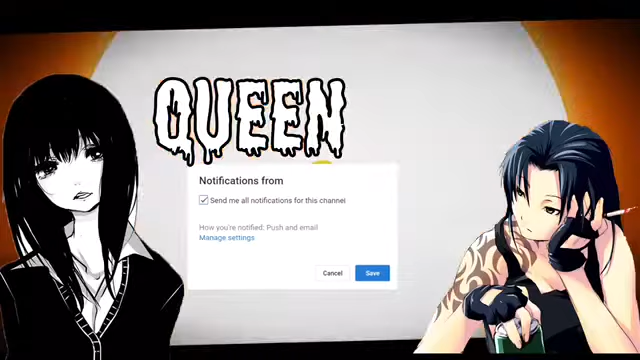 QUEEN
Notifications from
Send me all notifications for this channel
How you're notified: Push and email
Manage settings
Cancel
Save